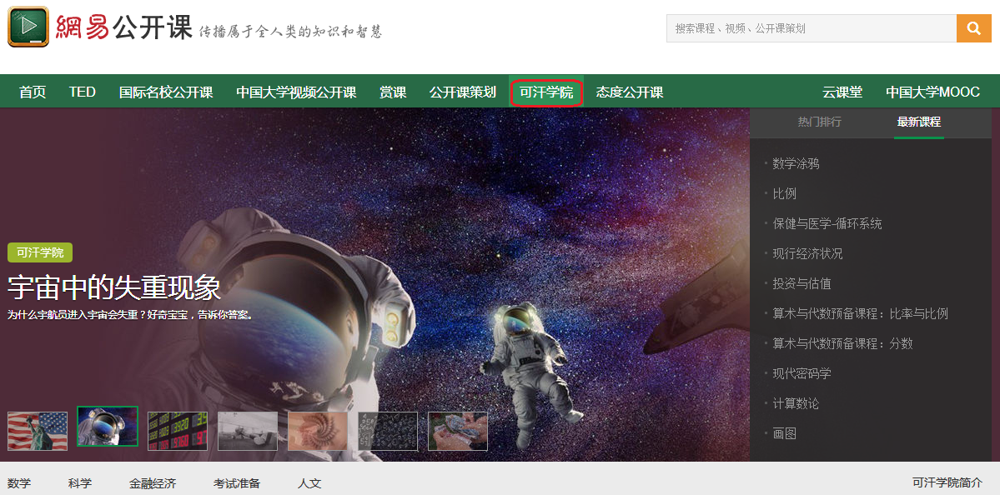 網易公开课 传播属于全人类的知识和智慧
搜索课程、视频、公开课策划
首页 TED 国际名校公开课 中国大学视频公开课 赏课 公开课策划 可汗学院 态度公开课 云课堂 中国大学MOOC
热门排行 最新课程
数学涂鸦
比例
保健与医学-循环系统
现行经济状况
投资与估值
算术与代数预备课程：比率与比例
算术与代数预备课程：分数
现代密码学
计算数论
画图
可汗学院
宇宙中的失重现象
为什么宇航员进入宇宙会失重？好奇宝宝，告诉你答案。
数学 科学 金融经济 考试准备 人文 可汗学院简介